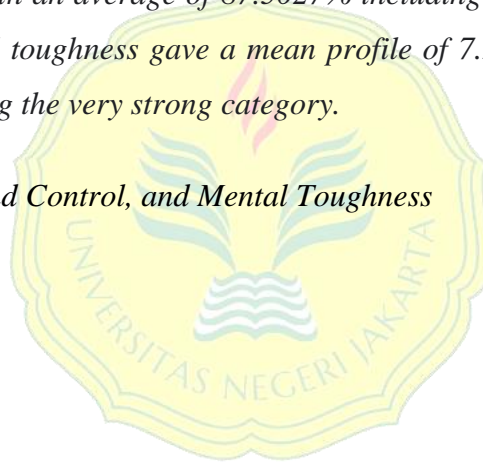 an average of 87.5027% including
toughness gave a mean profile of 7.
the very strong category.
Control, and Mental Toughness
UNIVERSITAS NEGERI JAKARTA